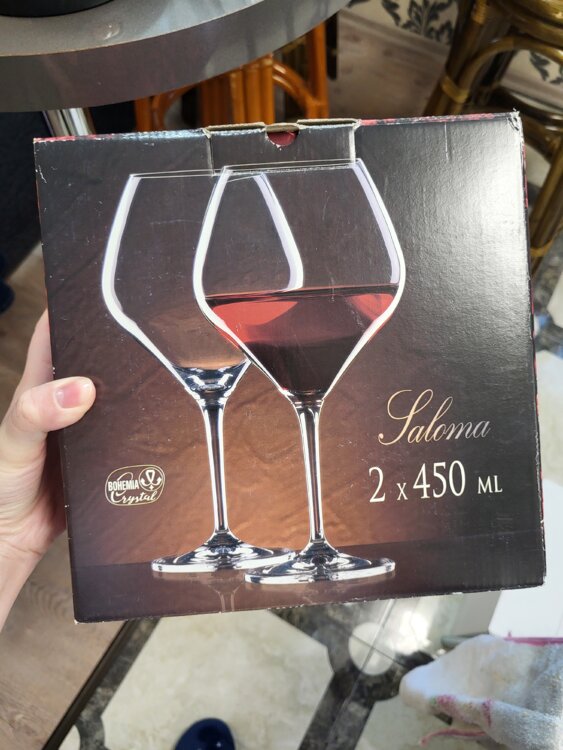 Saloma
2 x 450 ML
BOHEMIA
Crystal